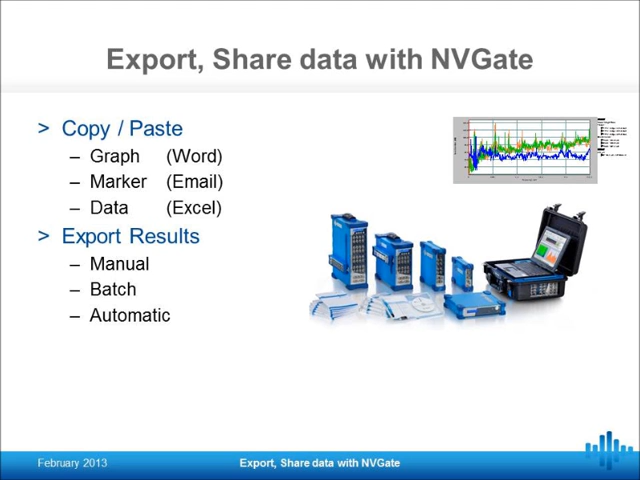 Export, Share data with NVGate
> Copy / Paste
– Graph (Word)
– Marker (Email)
– Data (Excel)
> Export Results
– Manual
– Batch
– Automatic
February 2013
Export, Share data with NVGate